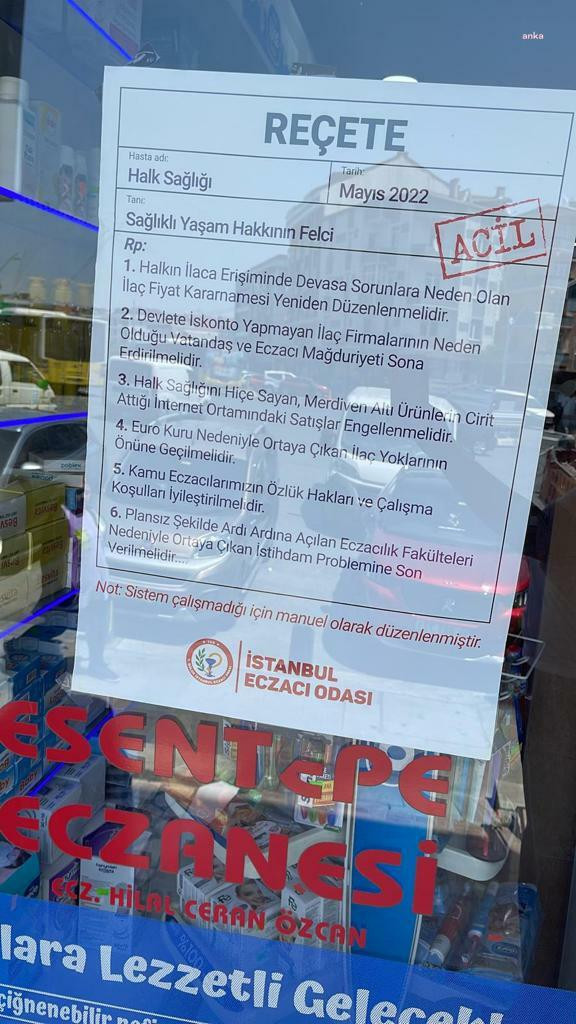 anka
REÇETE
Hasta adı:
Halk Sağlığı
Tarih:
Mayıs 2022
Tanı:
Sağlıklı Yaşam Hakkının Felci
ACİL
Rp:
1. Halkın İlaca Erişiminde Devasa Sorunlara Neden Olan
İlaç Fiyat Kararnamesi Yeniden Düzenlenmelidir.
2. Devlete İskonto Yapmayan İlaç Firmalarının Neden
Olduğu Vatandaş ve Eczacı Mağduriyeti Sona
Erdirilmelidir.
3. Halk Sağlığını Hiçe Sayan, Merdiven Altı Ürünlerin Cirit
Attığı İnternet Ortamındaki Satışlar Engellenmelidir.
4. Euro Kuru Nedeniyle Ortaya Çıkan İlaç Yoklarının
Önüne Geçilmelidir.
5. Kamu Eczacılarımızın Özlük Hakları ve Çalışma
Koşulları İyileştirilmelidir.
6. Plansız Şekilde Ardı Ardına Açılan Eczacılık Fakülteleri
Nedeniyle Ortaya Çıkan İstihdam Problemine Son
Verilmelidir....
Not: Sistem çalışmadığı için manuel olarak düzenlenmiştir.
İSTANBUL
ECZACI ODASI
ESENTEPE
ECZANESİ
ECZ. HİLAL CERAN ÖZCAN
lara Lezzetli Gelecek
çiğnenebilir